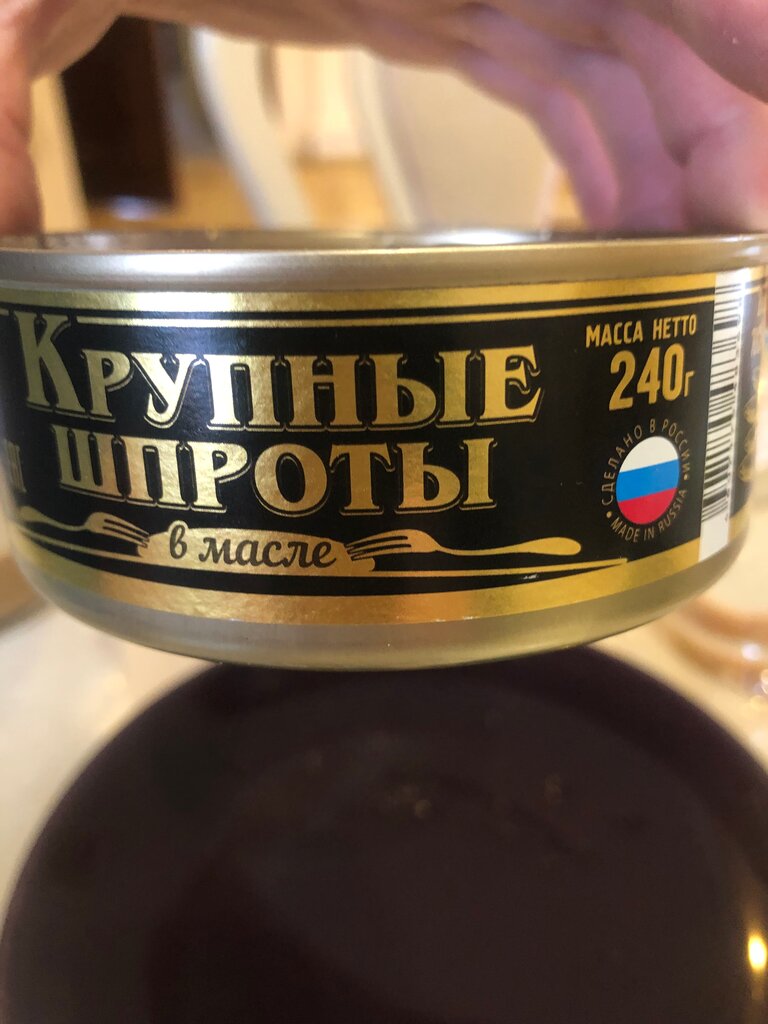 Крупные
шпроты
в масле
МАССА НЕТТО
240г
СДЕЛАНО В РОССИИ
MADE IN RUSSIA